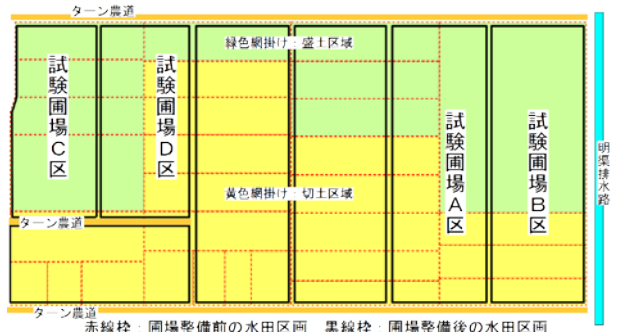 ターン農道
緑色網掛け：盛土区域
試験圃場C区
試験圃場D区
試験圃場A区
試験圃場B区
明渠排水路
黄色網掛け：切土区域
ターン農道
ターン農道
赤線枠：圃場整備前の水田区画　黒線枠：圃場整備後の水田区画